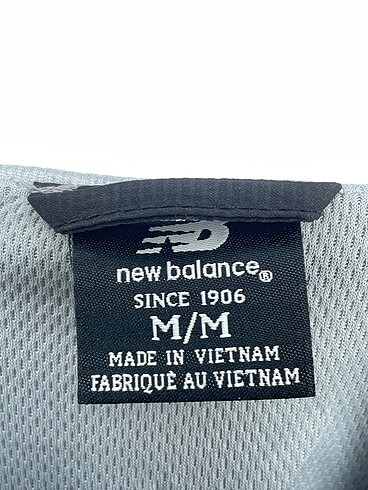 new balance®
SINCE 1906
M/M
MADE IN VIETNAM
FABRIQUÈ AU VIETNAM